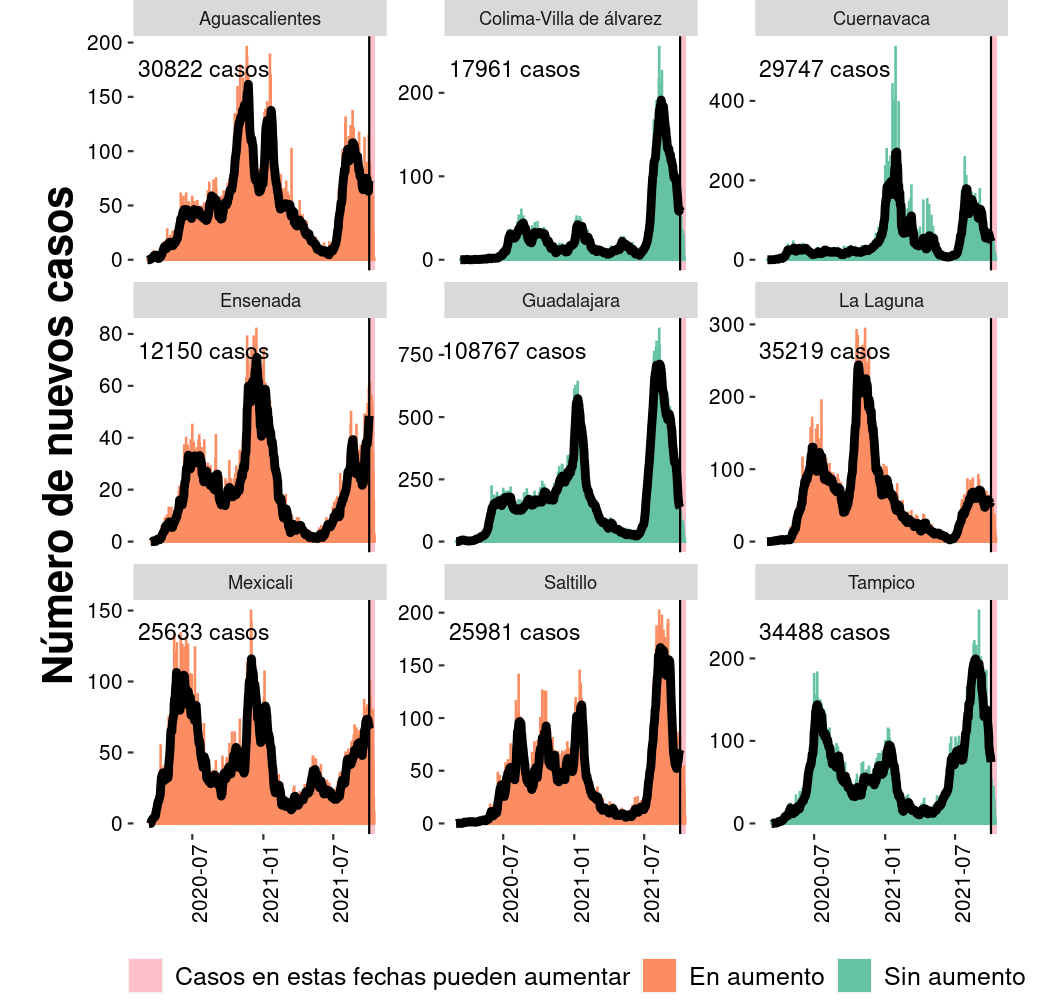 Número de nuevos casos
Aguascalientes
30822 casos
200
150
100
50
0
Colima-Villa de álvarez
17961 casos
200
100
0
Cuernavaca
29747 casos
400
200
0
Ensenada
12150 casos
80
60
40
20
0
Guadalajara
108767 casos
750
500
250
0
La Laguna
35219 casos
300
200
100
0
Mexicali
25633 casos
150
100
50
0
Saltillo
25981 casos
200
150
100
50
0
Tampico
34488 casos
200
100
0
2020-07
2021-01
2021-07
2020-07
2021-01
2021-07
2020-07
2021-01
2021-07
Casos en estas fechas pueden aumentar
En aumento
Sin aumento